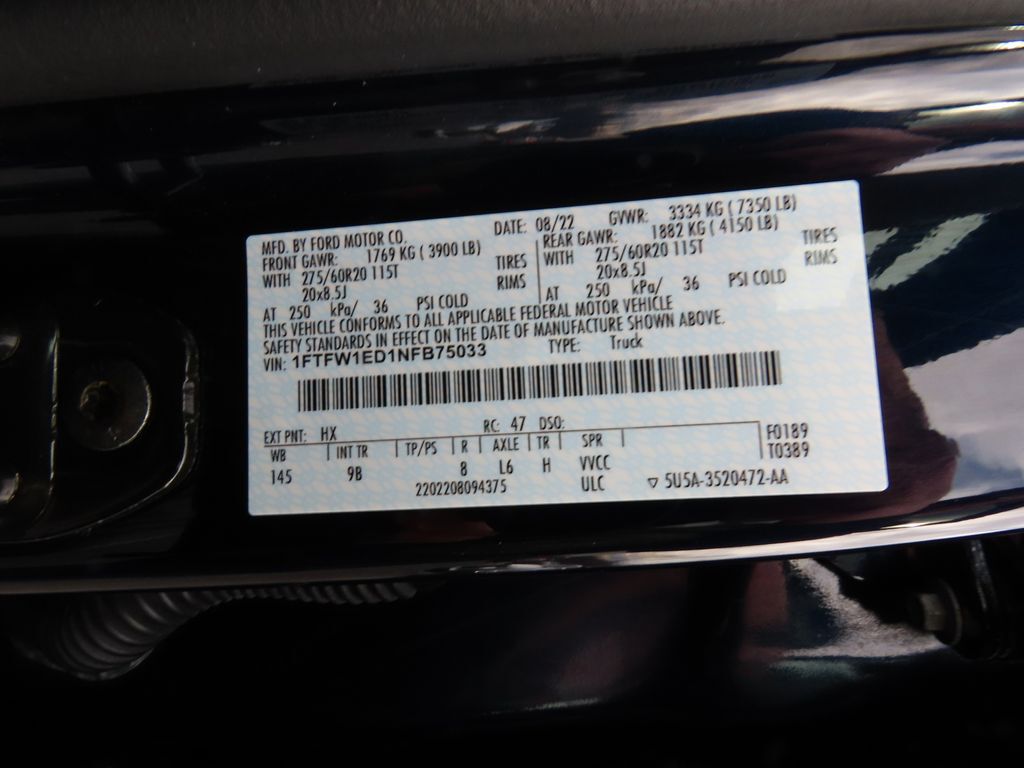 MFD. BY FORD MOTOR CO. DATE: 08/22 GVWR: 3334 KG ( 7350 LB)
FRONT GAWR: 1769 KG ( 3900 LB) REAR GAWR: 1882 KG ( 4150 LB)
WITH 275/60R20 115T TIRES WITH 275/60R20 115T TIRES
20x8.5J RIMS 20x8.5J RIMS
AT 250 kPa/ 36 PSI COLD AT 250 kPa/ 36 PSI COLD
THIS VEHICLE CONFORMS TO ALL APPLICABLE FEDERAL MOTOR VEHICLE
SAFETY STANDARDS IN EFFECT ON THE DATE OF MANUFACTURE SHOWN ABOVE.
VIN: 1FTFW1ED1NFB75033 TYPE: Truck
EXT PNT: HX RC: 47 DSO: F0189
WB INT TR TP/PS R AXLE TR SPR T0389
145 9B 8 L6 H VVCC
2202208094375 ULC ▽ 5U5A-3520472-AA